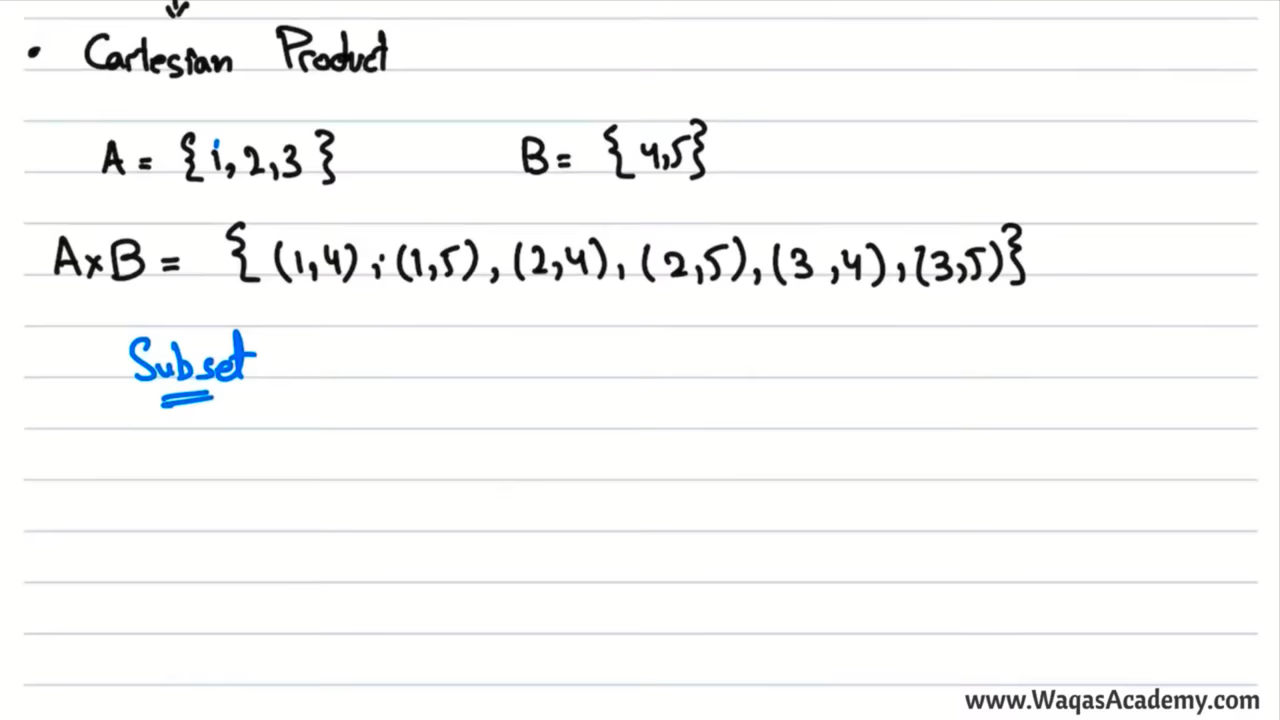 • Cartesian Product
A = {1, 2, 3} B = {4,5}
A×B = { (1,4), (1,5), (2,4), (2,5), (3,4), (3,5)}
Subset
www.WaqasAcademy.com